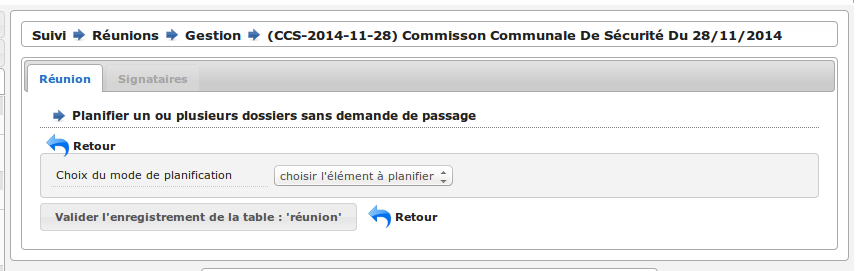 Suivi Réunions Gestion (CCS-2014-11-28) Commisson Communale De Sécurité Du 28/11/2014
Réunion Signataires
Planifier un ou plusieurs dossiers sans demande de passage
Retour
Choix du mode de planification choisir l'élément à planifier
Valider l'enregistrement de la table : 'réunion' Retour